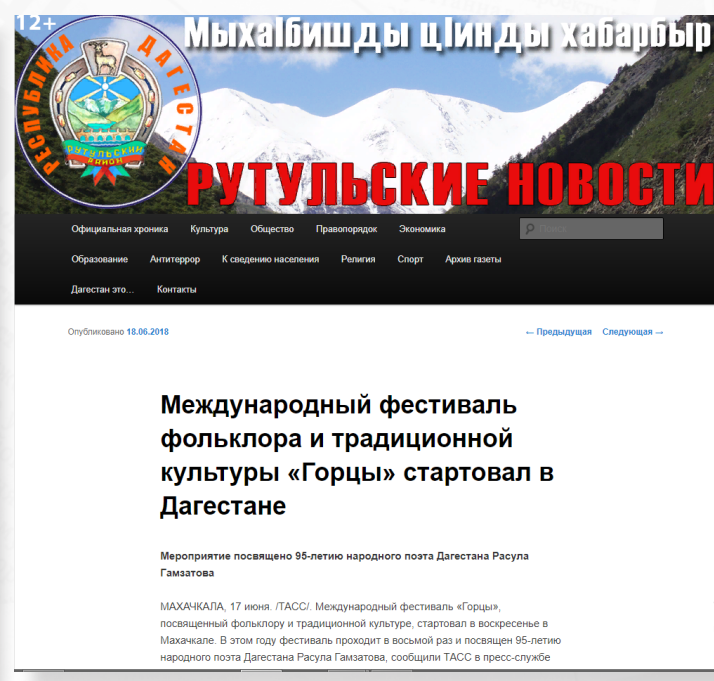 12+
Мыхаӏбишды цӏинды хабарбыр
РЕСПУБЛИКА ДАГЕСТАН
РУТУЛЬСКИЙ
РАЙОН
РУТУЛЬСКИЕ НОВОСТИ
Официальная хроника Культура Общество Правопорядок Экономика
Поиск
Образование Антитеррор К сведению населения Религия Спорт Архив газеты
Дагестан это... Контакты
Опубликовано 18.06.2018
← Предыдущая Следующая →
Международный фестиваль
фольклора и традиционной
культуры «Горцы» стартовал в
Дагестане
Мероприятие посвящено 95-летию народного поэта Дагестана Расула
Гамзатова
МАХАЧКАЛА, 17 июня. /ТАСС/. Международный фестиваль «Горцы»,
посвященный фольклору и традиционной культуре, стартовал в воскресенье в
Махачкале. В этом году фестиваль проходит в восьмой раз и посвящен 95-летию
народного поэта Дагестана Расула Гамзатова, сообщили ТАСС в пресс-службе